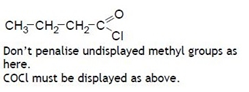 O
CH3-CH2-CH2-C
Cl
Don't penalise undisplayed methyl groups as
here.
COCl must be displayed as above.